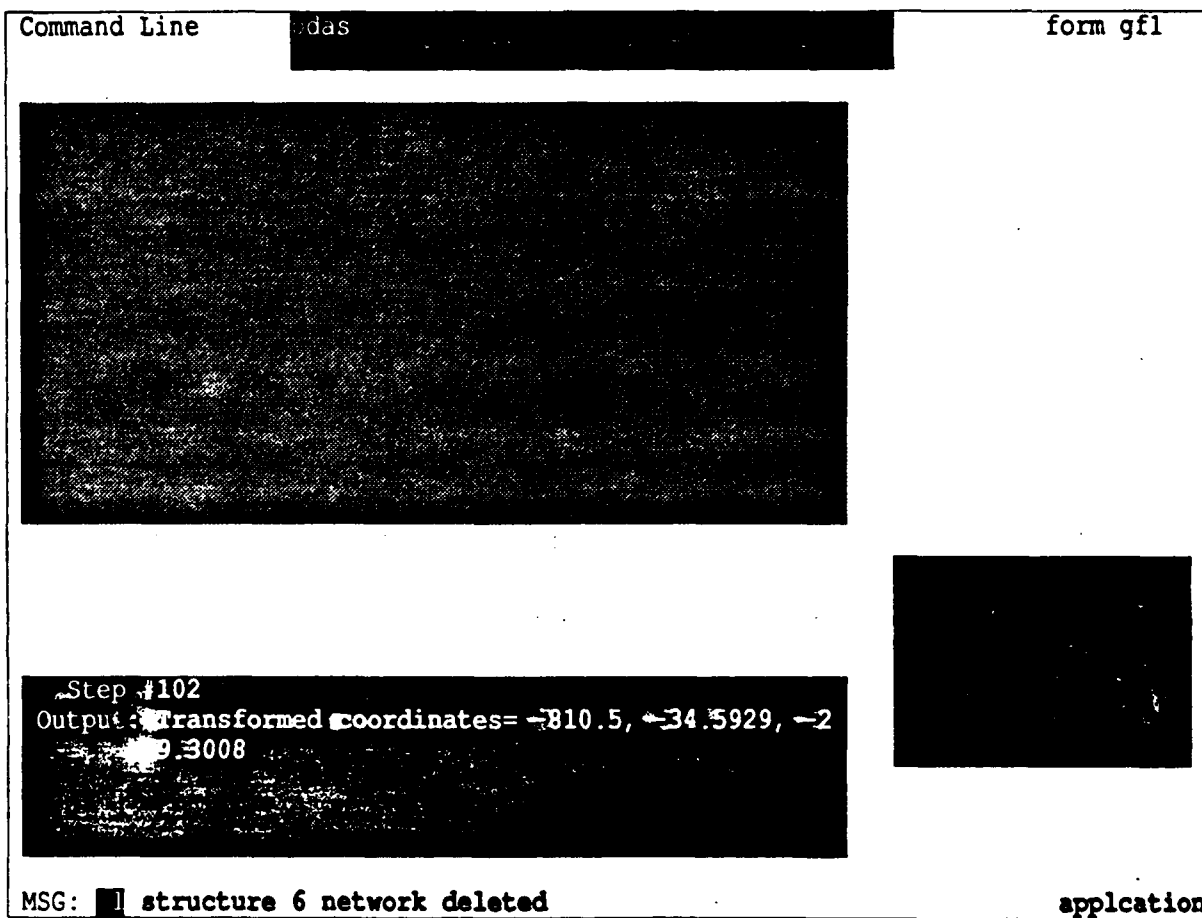 Command Line odas form gf1
Step #102
Output: Transformed coordinates= -810.5, -34.5929, -2
9.3008
MSG: structure 6 network deleted applcation